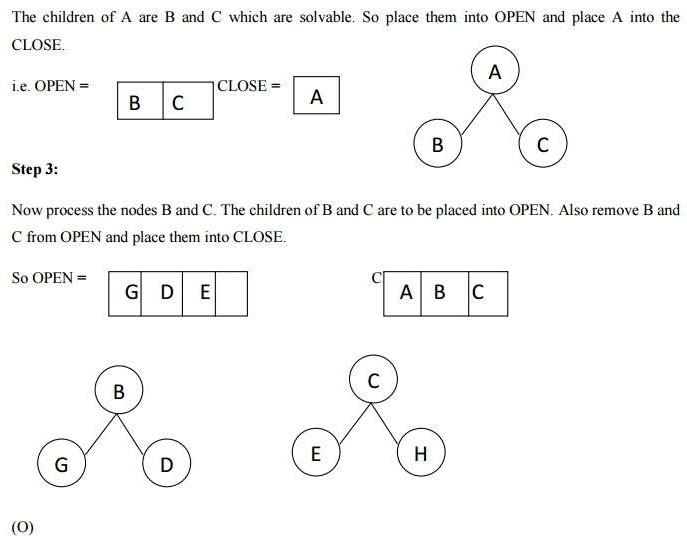 The children of A are B and C which are solvable. So place them into OPEN and place A into the
CLOSE.
A
i.e. OPEN =
B C
CLOSE =
A
B
C
Step 3:
Now process the nodes B and C. The children of B and C are to be placed into OPEN. Also remove B and
C from OPEN and place them into CLOSE.
So OPEN =
G D E
C
A B C
B
C
G
D
E
H
(O)